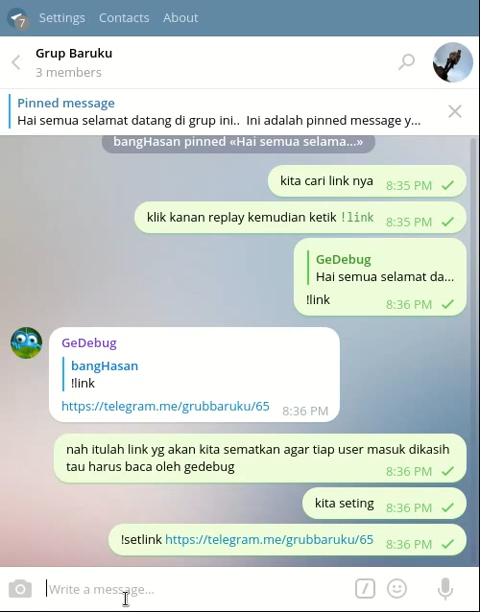 7
Settings Contacts About
Grup Baruku
3 members
Pinned message
Hai semua selamat datang di grup ini.. Ini adalah pinned message y...
bangHasan pinned «Hai semua selama...»
kita cari link nya 8:35 PM
klik kanan replay kemudian ketik !link 8:35 PM
GeDebug
Hai semua selamat da...
!link 8:36 PM
GeDebug
bangHasan
!link
https://telegram.me/grubbaruku/65 8:36 PM
nah itulah link yg akan kita sematkan agar tiap user masuk dikasih
tau harus baca oleh gedebug 8:36 PM
kita seting 8:36 PM
!setlink https://telegram.me/grubbaruku/65 8:36 PM
Write a message...